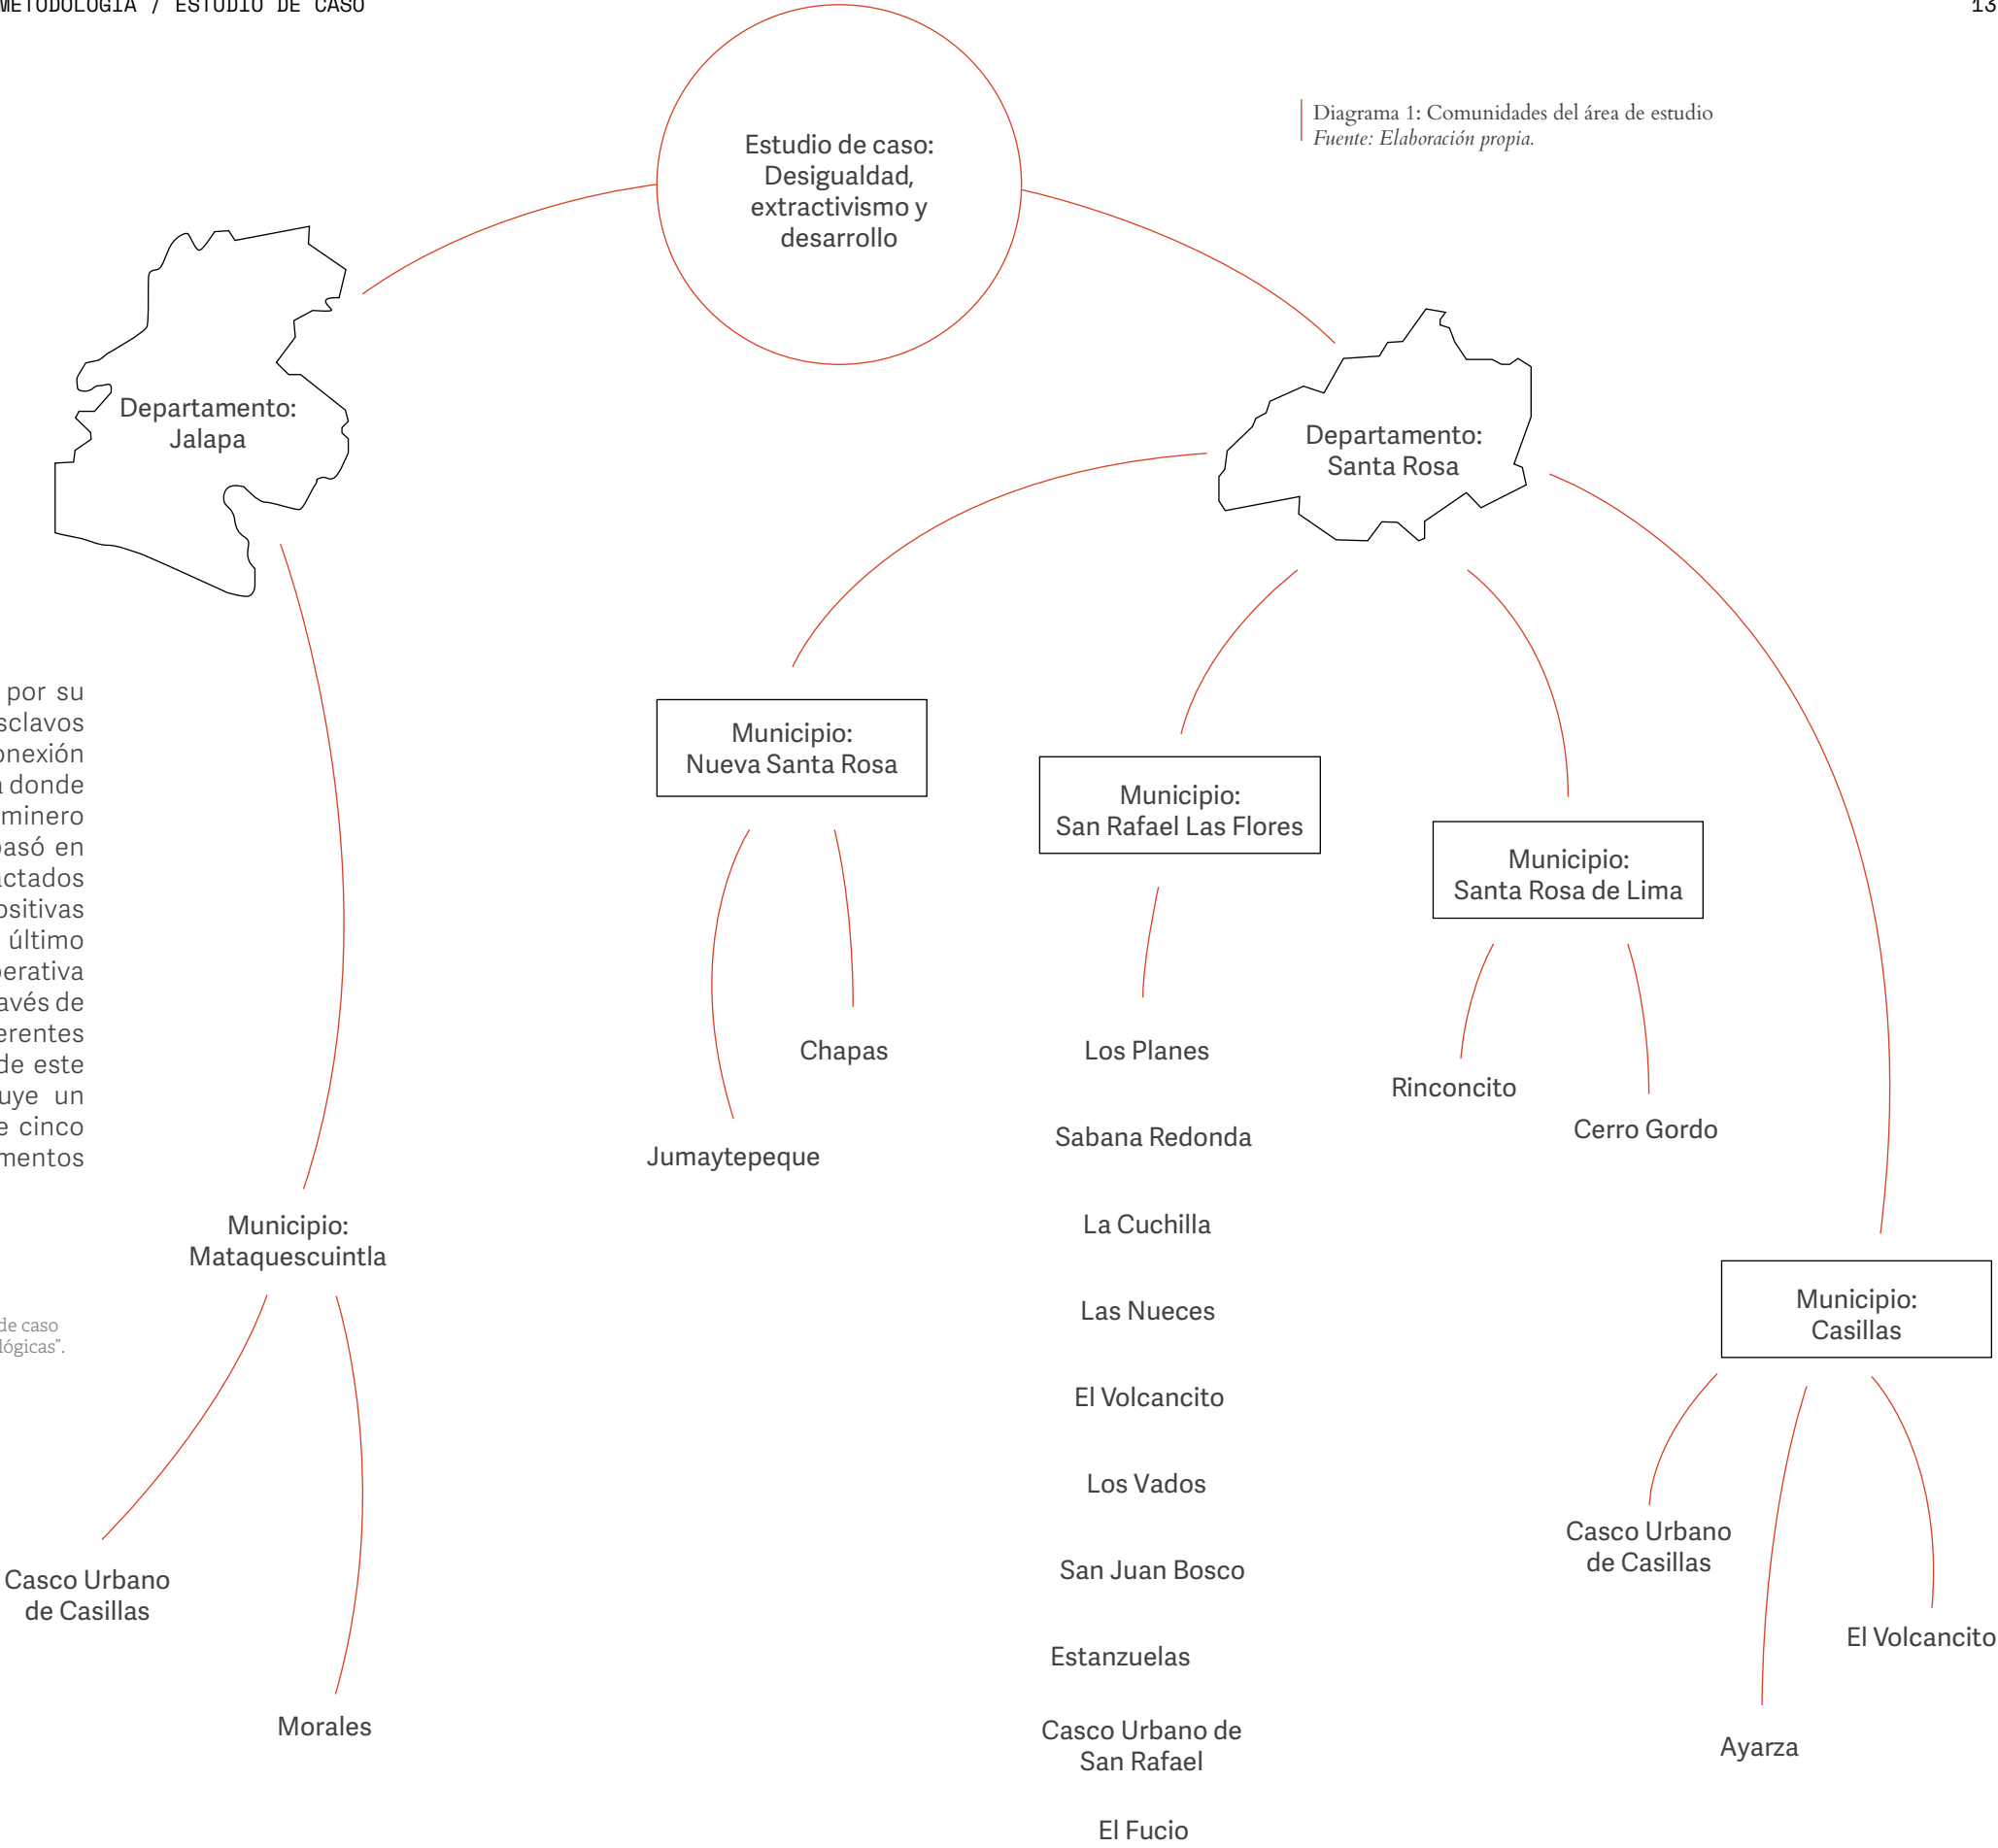 METODOLOGÍA / ESTUDIO DE CASO
13
Estudio de caso:
Desigualdad,
extractivismo y
desarrollo
Diagrama 1: Comunidades del área de estudio
Fuente: Elaboración propia.
Departamento:
Jalapa
Departamento:
Santa Rosa
por su
sclavos
onexión
a donde
minero
basó en
actados
ositivas
último
perativa
avés de
erentes
de este
uye un
e cinco
mentos
de caso
lógicas”.
Municipio:
Nueva Santa Rosa
Municipio:
San Rafael Las Flores
Municipio:
Santa Rosa de Lima
Chapas
Jumaytepeque
Los Planes
Sabana Redonda
La Cuchilla
Las Nueces
El Volcancito
Los Vados
San Juan Bosco
Estanzuelas
Casco Urbano de
San Rafael
El Fucio
Rinconcito
Cerro Gordo
Municipio:
Mataquescuintla
Casco Urbano
de Casillas
Morales
Municipio:
Casillas
Casco Urbano
de Casillas
El Volcancito
Ayarza